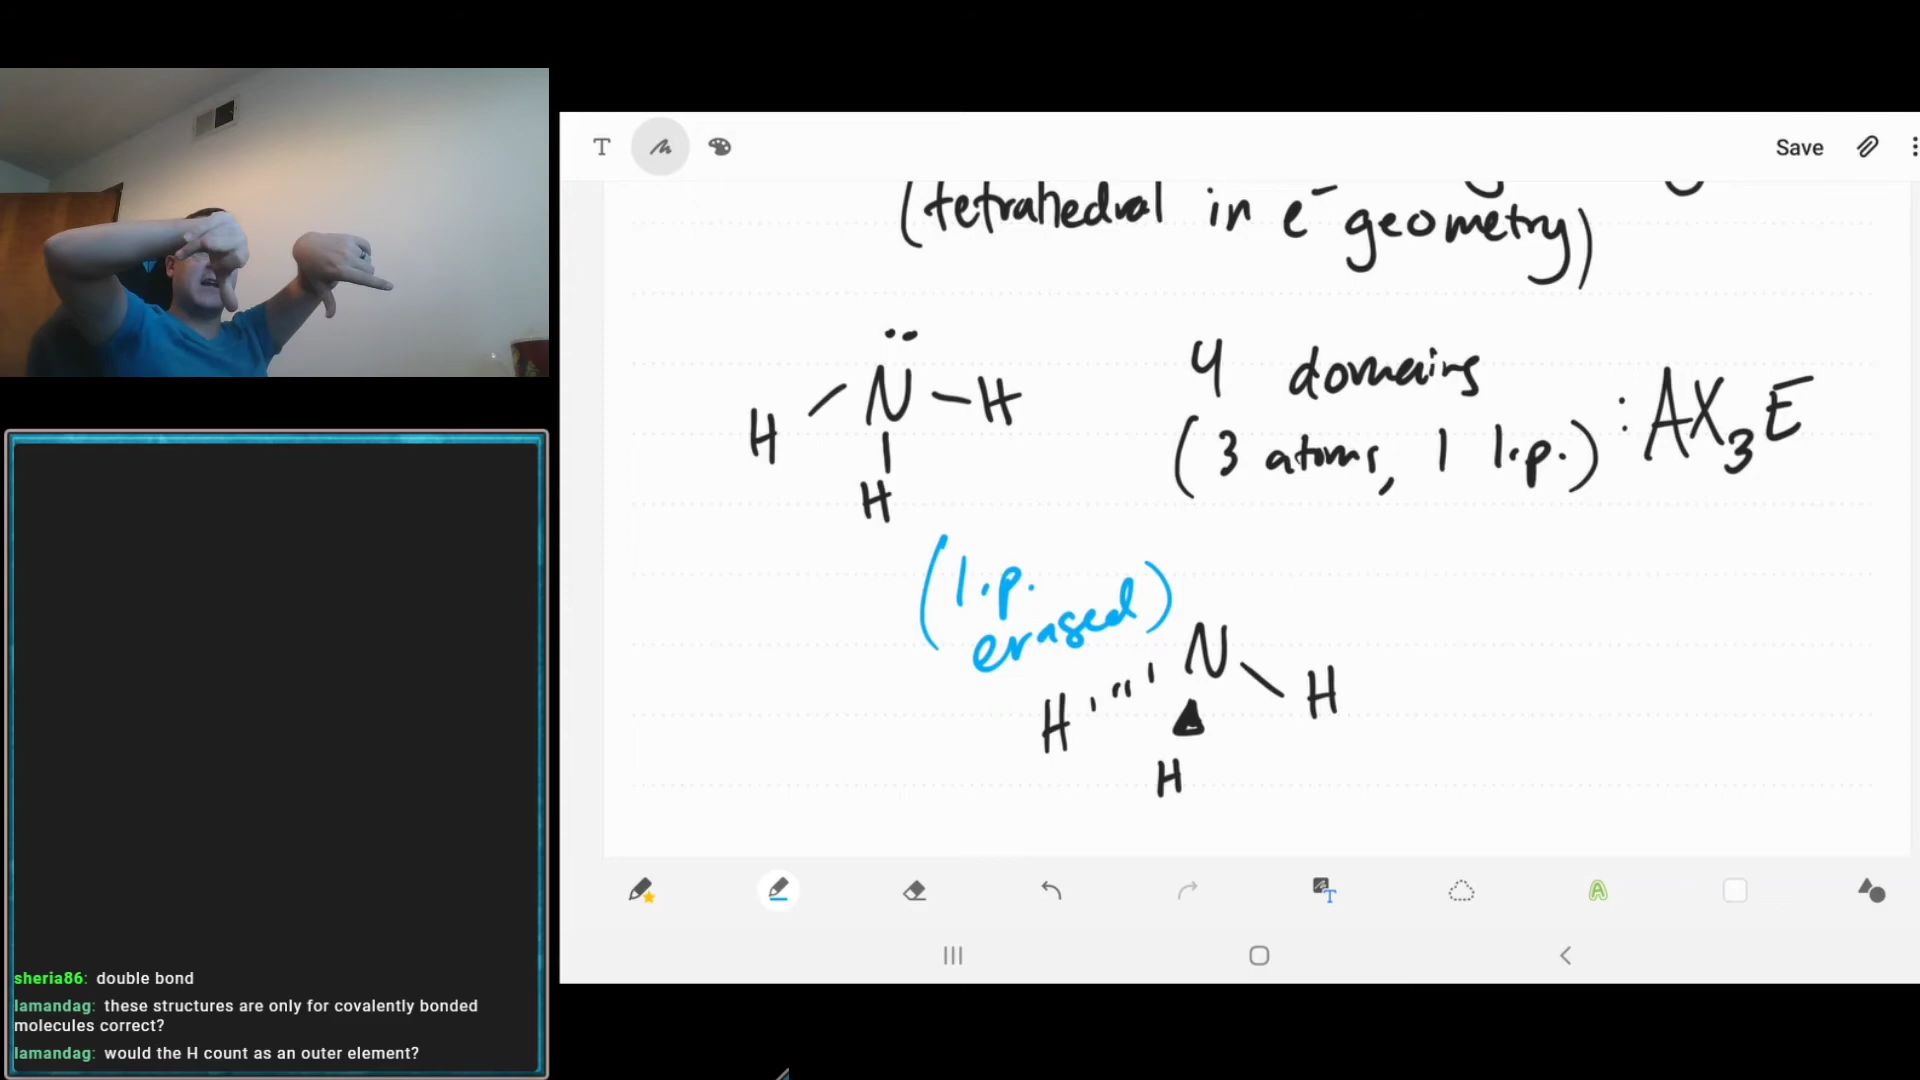 Save
(tetrahedral in e⁻ geometry)
N
H N H
H
4 domains
(3 atoms, 1 l.p.) : AX₃E
(l.p.
erased)
N
H H
H
sheria86: double bond
lamandag: these structures are only for covalently bonded
molecules correct?
lamandag: would the H count as an outer element?